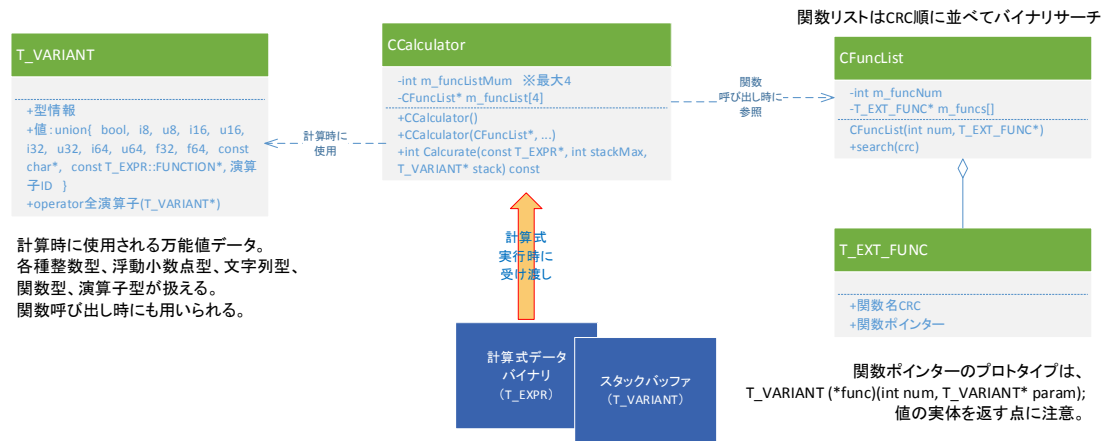 関数リストはCRC順に並べてバイナリサーチ
T_VARIANT
+型情報
+値:union{ bool, i8, u8, i16, u16,
i32, u32, i64, u64, f32, f64, const
char*, const T_EXPR::FUNCTION*, 演算
子ID }
+operator全演算子(T_VARIANT*)
計算時に使用される万能値データ。
各種整数型、浮動小数点型、文字列型、
関数型、演算子型が扱える。
関数呼び出し時にも用いられる。
計算時に
使用
CCalculator
-int m_funcListMum ※最大4
-CFuncList* m_funcList[4]
+CCalculator()
+CCalculator(CFuncList*, ...)
+int Calcurate(const T_EXPR*, int stackMax,
T_VARIANT* stack) const
関数
呼び出し時に
参照
CFuncList
-int m_funcNum
-T_EXT_FUNC* m_funcs[]
CFuncList(int num, T_EXT_FUNC*)
+search(crc)
計算式
実行時に
受け渡し
計算式データ
バイナリ
(T_EXPR)
スタックバッファ
(T_VARIANT)
T_EXT_FUNC
+関数名CRC
+関数ポインター
関数ポインターのプロトタイプは、
T_VARIANT (*func)(int num, T_VARIANT* param);
値の実体を返す点に注意。